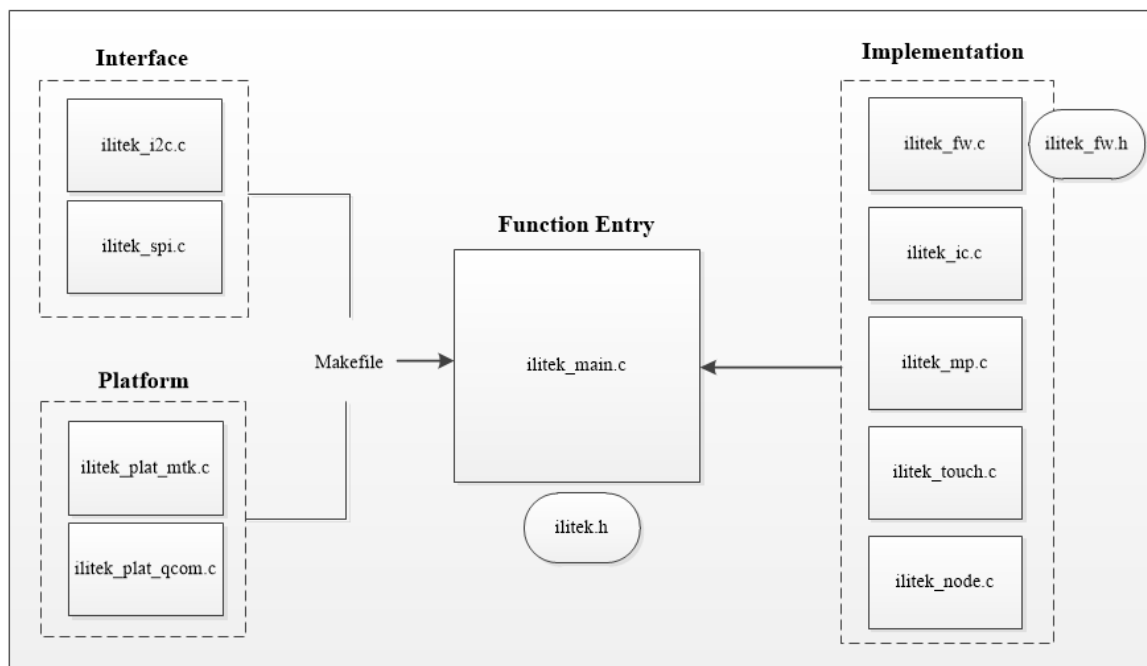 Interface
ilitek_i2c.c
ilitek_spi.c
Platform
ilitek_plat_mtk.c
ilitek_plat_qcom.c
Makefile
Function Entry
ilitek_main.c
ilitek.h
Implementation
ilitek_fw.c
ilitek_fw.h
ilitek_ic.c
ilitek_mp.c
ilitek_touch.c
ilitek_node.c